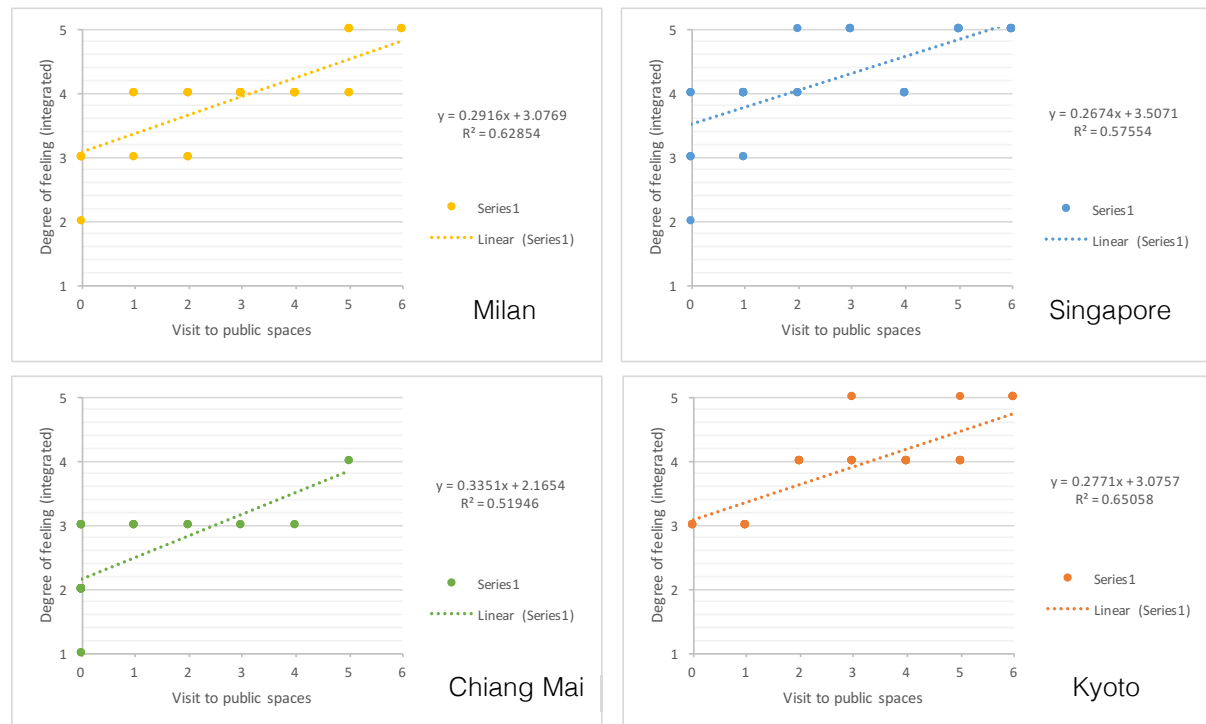 5
4
3
2
1
0 1 2 3 4 5 6
Degree of feeling (integrated)
Visit to public spaces
y = 0.2916x + 3.0769
R² = 0.62854
Series1
Linear (Series1)
Milan
5
4
3
2
1
0 1 2 3 4 5 6
Degree of feeling (integrated)
Visit to public spaces
y = 0.2674x + 3.5071
R² = 0.57554
Series1
Linear (Series1)
Singapore
5
4
3
2
1
0 1 2 3 4 5 6
Degree of feeling (integrated)
Visit to public spaces
y = 0.3351x + 2.1654
R² = 0.51946
Series1
Linear (Series1)
Chiang Mai
5
4
3
2
1
0 1 2 3 4 5 6
Degree of feeling (integrated)
Visit to public spaces
y = 0.2771x + 3.0757
R² = 0.65058
Series1
Linear (Series1)
Kyoto